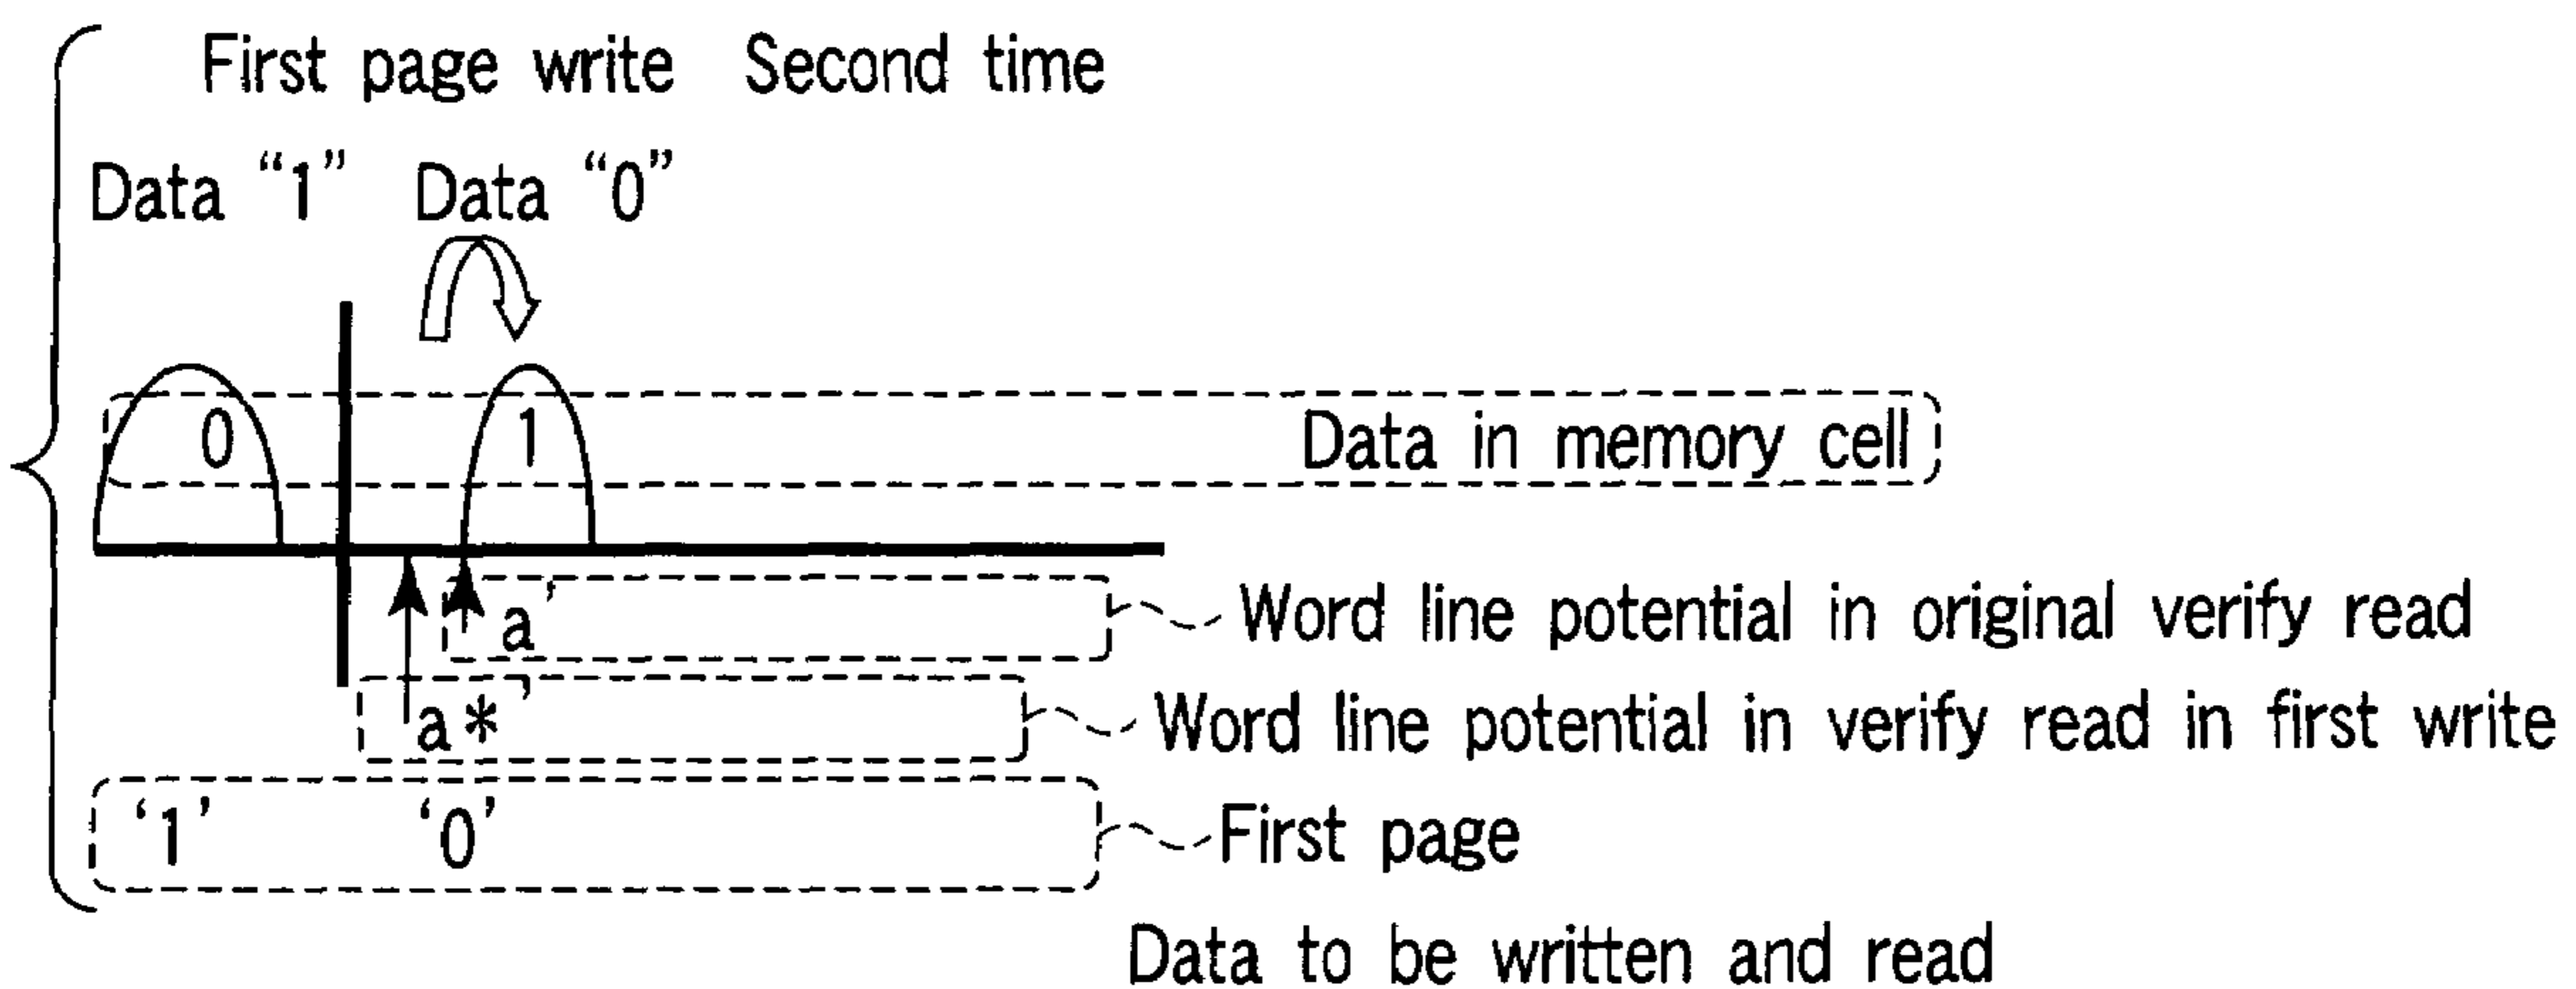 First page write Second time
Data “1” Data “0”
0 1 Data in memory cell
a’ Word line potential in original verify read
a*’ Word line potential in verify read in first write
‘1’ ‘0’ First page
Data to be written and read